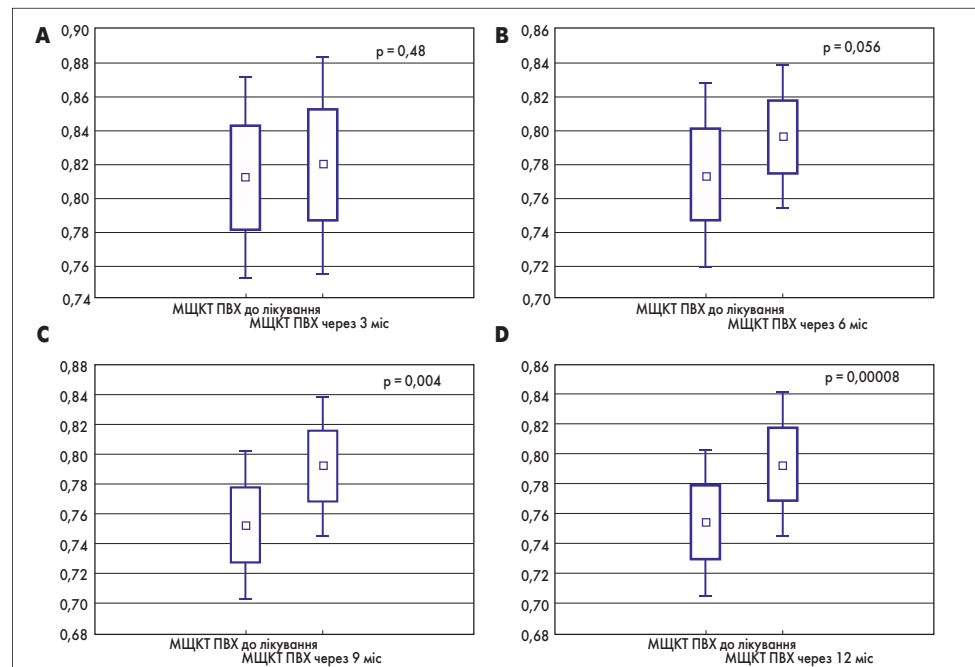 A
p = 0,48
0,90
0,88
0,86
0,84
0,82
0,80
0,78
0,76
0,74
МЩКТ ПВХ до лікування
МЩКТ ПВХ через 3 міс
B
p = 0,056
0,86
0,84
0,82
0,80
0,78
0,76
0,74
0,72
0,70
МЩКТ ПВХ до лікування
МЩКТ ПВХ через 6 міс
C
p = 0,004
0,88
0,84
0,82
0,80
0,78
0,76
0,74
0,72
0,70
0,68
МЩКТ ПВХ до лікування
МЩКТ ПВХ через 9 міс
D
p = 0,00008
0,86
0,84
0,82
0,80
0,78
0,76
0,74
0,72
0,70
0,68
МЩКТ ПВХ до лікування
МЩКТ ПВХ через 12 міс